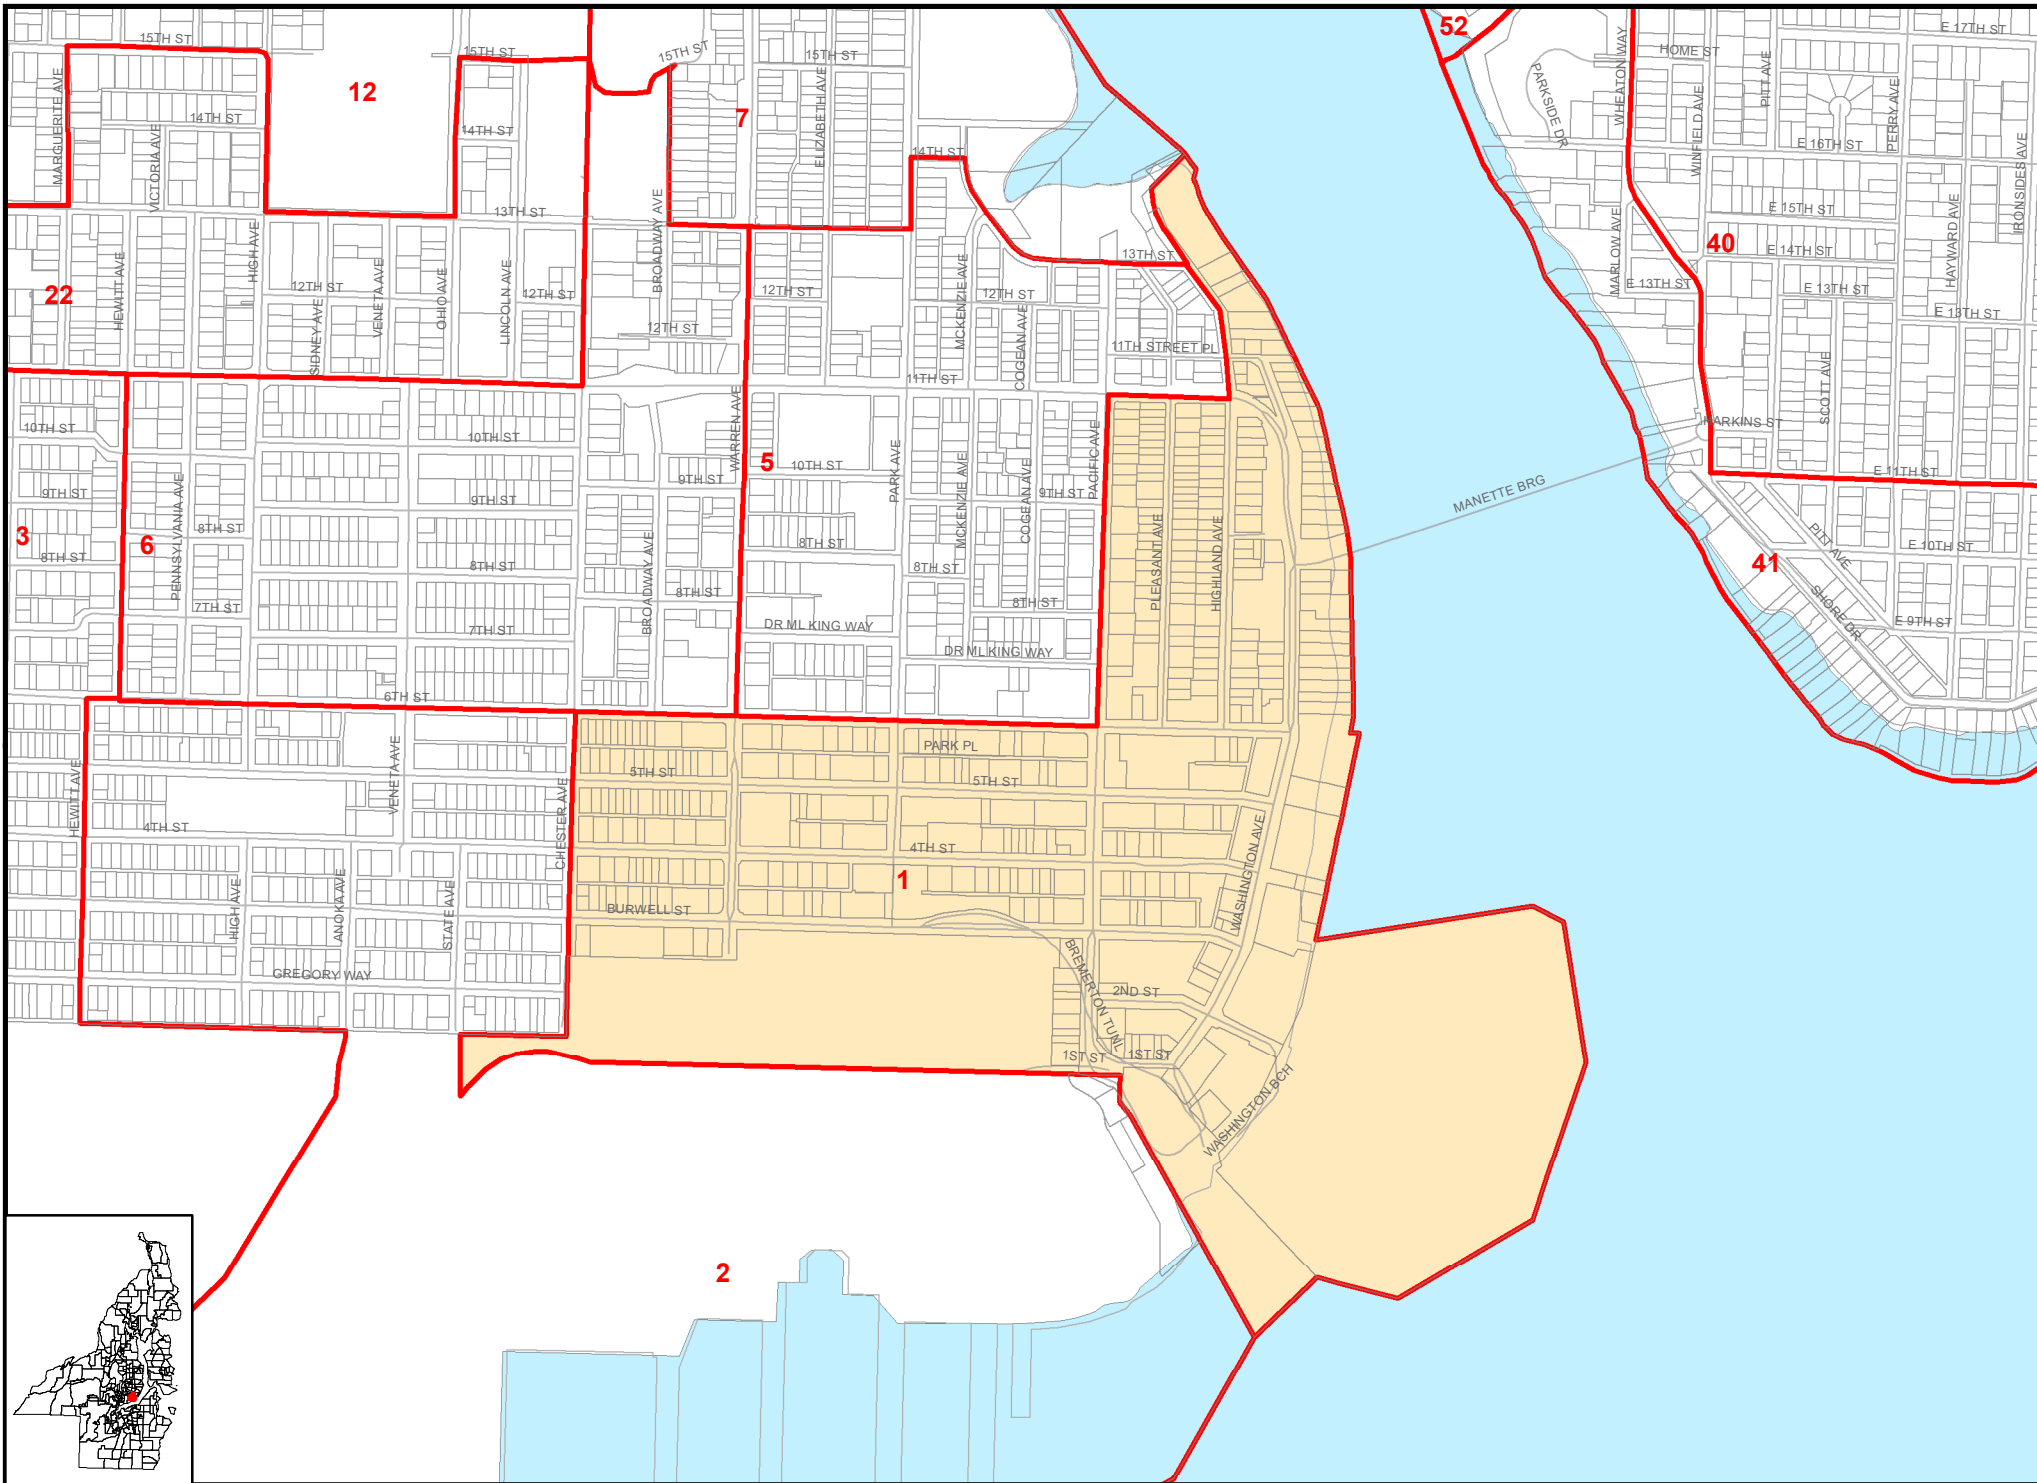 52
E 17TH ST
15TH ST
15TH ST
15TH ST
15TH ST
HOME ST
WHEATON WAY
PITT AVE
PARKSIDE DR
WINFIELD AVE
PERRY AVE
IRONSIDES AVE
12
7
MARGUERITE AVE
14TH ST
14TH ST
14TH ST
VICTORIA AVE
ELIZABETH AVE
E 16TH ST
13TH ST
BROADWAY AVE
E 15TH ST
HIGH AVE
13TH ST
MARLOW AVE
40
E 14TH ST
HAYWARD AVE
22
HEWITT AVE
12TH ST
SIDNEY AVE
VENETA AVE
OHIO AVE
LINCOLN AVE
12TH ST
12TH ST
12TH ST
12TH ST
MCKENZIE AVE
COGEAN AVE
E 13TH ST
E 13TH ST
E 13TH ST
11TH STREET PL
11TH ST
SCOTT AVE
HARKINS ST
10TH ST
10TH ST
WARREN AVE
5
10TH ST
PARK AVE
MCKENZIE AVE
COGEAN AVE
PACIFIC AVE
9TH ST
9TH ST
9TH ST
9TH ST
E 11TH ST
MANETTE BRG
3
8TH ST
6
PENNSYLVANIA AVE
8TH ST
8TH ST
BROADWAY AVE
8TH ST
8TH ST
8TH ST
8TH ST
PLEASANT AVE
HIGHLAND AVE
PITT AVE
E 10TH ST
41
SHORE DR
E 9TH ST
7TH ST
7TH ST
DR ML KING WAY
DR ML KING WAY
6TH ST
PARK PL
5TH ST
5TH ST
HEWITT AVE
VENETA AVE
CHESTER AVE
4TH ST
4TH ST
WASHINGTON AVE
1
HIGH AVE
ANOKA AVE
STATE AVE
BURWELL ST
GREGORY WAY
BREMERTON TUNL
2ND ST
1ST ST
1ST ST
WASHINGTON BCH
2